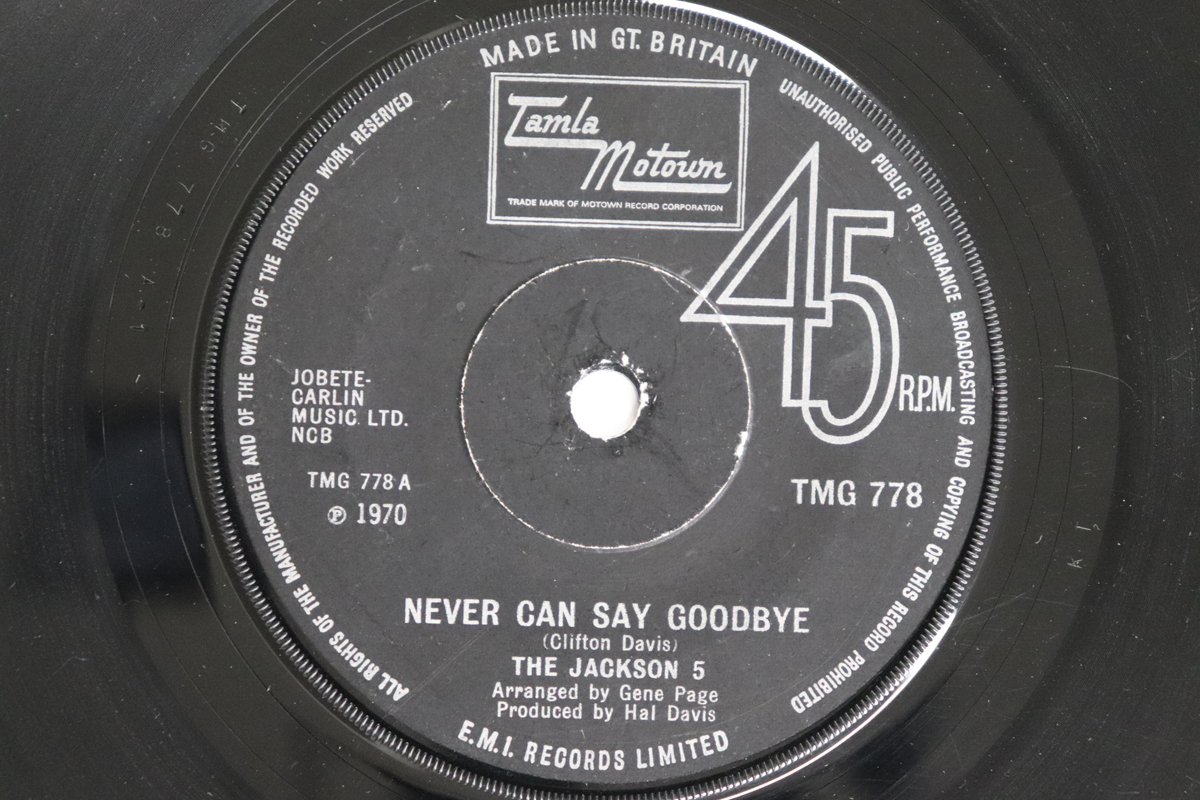 MADE IN GT. BRITAIN
Tamla
Motown
TRADE MARK OF MOTOWN RECORD CORPORATION
45
R.P.M.
UNAUTHORISED PUBLIC PERFORMANCE BROADCASTING AND COPYING OF THIS RECORD PROHIBITED
ALL RIGHTS OF THE MANUFACTURER AND OF THE OWNER OF THE RECORDED WORK RESERVED
JOBETE-
CARLIN
MUSIC LTD.
NCB
TMG 778 A
℗ 1970
TMG 778
NEVER CAN SAY GOODBYE
(Clifton Davis)
THE JACKSON 5
Arranged by Gene Page
Produced by Hal Davis
E.M.I. RECORDS LIMITED
TMG 778 A-1